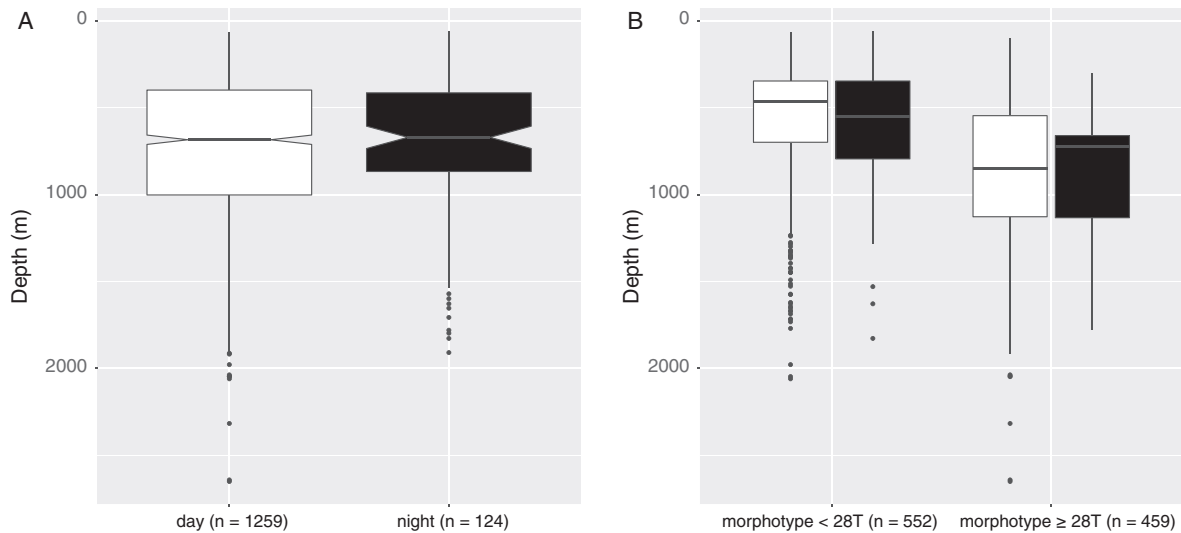 A
Depth (m)
0
1000
2000
day (n = 1259)
night (n = 124)
B
Depth (m)
0
1000
2000
morphotype < 28T (n = 552)
morphotype ≥ 28T (n = 459)